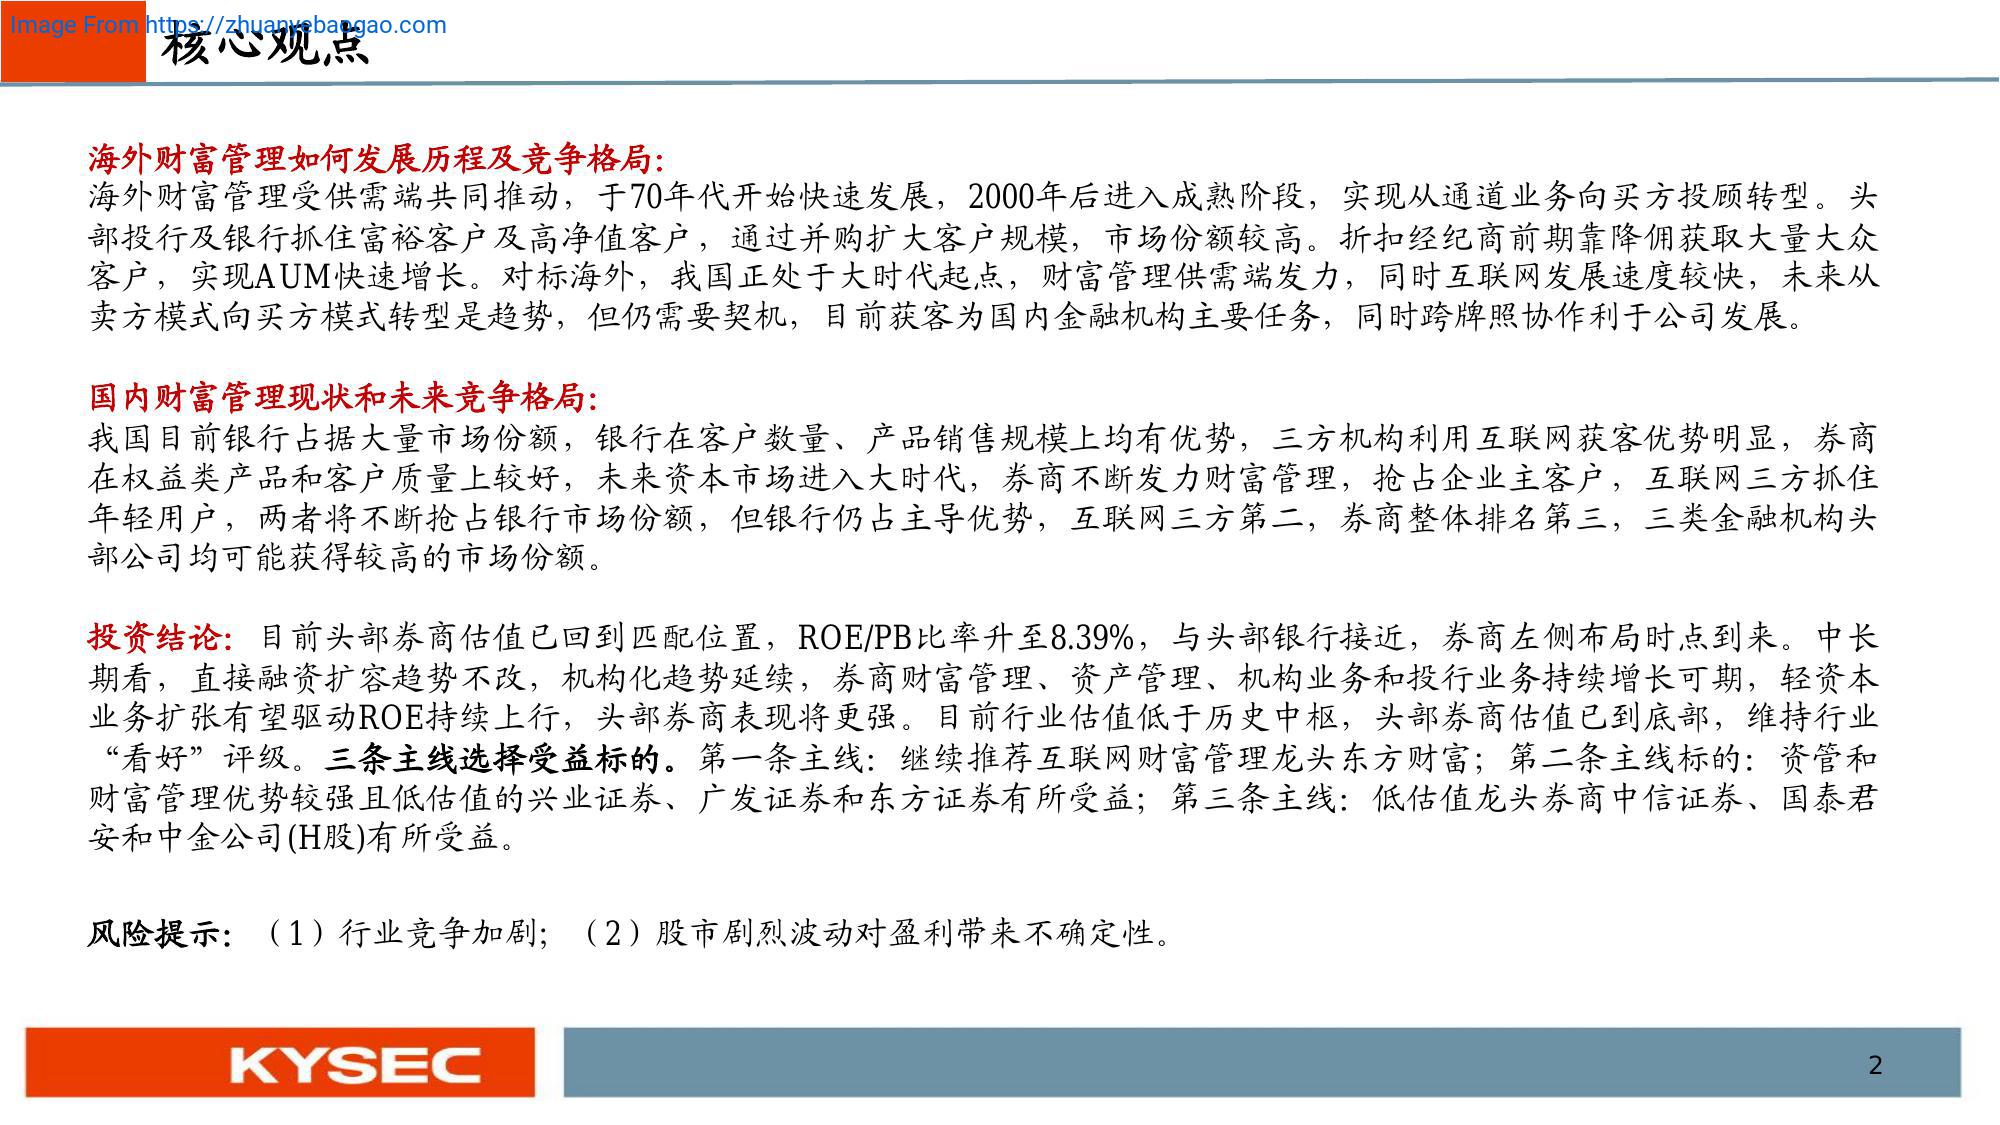 Image From https://zhuanyebaogao.com
核心观点
海外财富管理如何发展历程及竞争格局：
海外财富管理受供需端共同推动，于70年代开始快速发展，2000年后进入成熟阶段，实现从通道业务向买方投顾转型。头
部投行及银行抓住富裕客户及高净值客户，通过并购扩大客户规模，市场份额较高。折扣经纪商前期靠降佣获取大量大众
客户，实现AUM快速增长。对标海外，我国正处于大时代起点，财富管理供需端发力，同时互联网发展速度较快，未来从
卖方模式向买方模式转型是趋势，但仍需要契机，目前获客为国内金融机构主要任务，同时跨牌照协作利于公司发展。
国内财富管理现状和未来竞争格局：
我国目前银行占据大量市场份额，银行在客户数量、产品销售规模上均有优势，三方机构利用互联网获客优势明显，券商
在权益类产品和客户质量上较好，未来资本市场进入大时代，券商不断发力财富管理，抢占企业主客户，互联网三方抓住
年轻用户，两者将不断抢占银行市场份额，但银行仍占主导优势，互联网三方第二，券商整体排名第三，三类金融机构头
部公司均可能获得较高的市场份额。
投资结论：目前头部券商估值已回到匹配位置，ROE/PB比率升至8.39%，与头部银行接近，券商左侧布局时点到来。中长
期看，直接融资扩容趋势不改，机构化趋势延续，券商财富管理、资产管理、机构业务和投行业务持续增长可期，轻资本
业务扩张有望驱动ROE持续上行，头部券商表现将更强。目前行业估值低于历史中枢，头部券商估值已到底部，维持行业
“看好”评级。三条主线选择受益标的。第一条主线：继续推荐互联网财富管理龙头东方财富；第二条主线标的：资管和
财富管理优势较强且低估值的兴业证券、广发证券和东方证券有所受益；第三条主线：低估值龙头券商中信证券、国泰君
安和中金公司(H股)有所受益。
风险提示：（1）行业竞争加剧；（2）股市剧烈波动对盈利带来不确定性。
KYSEC
2